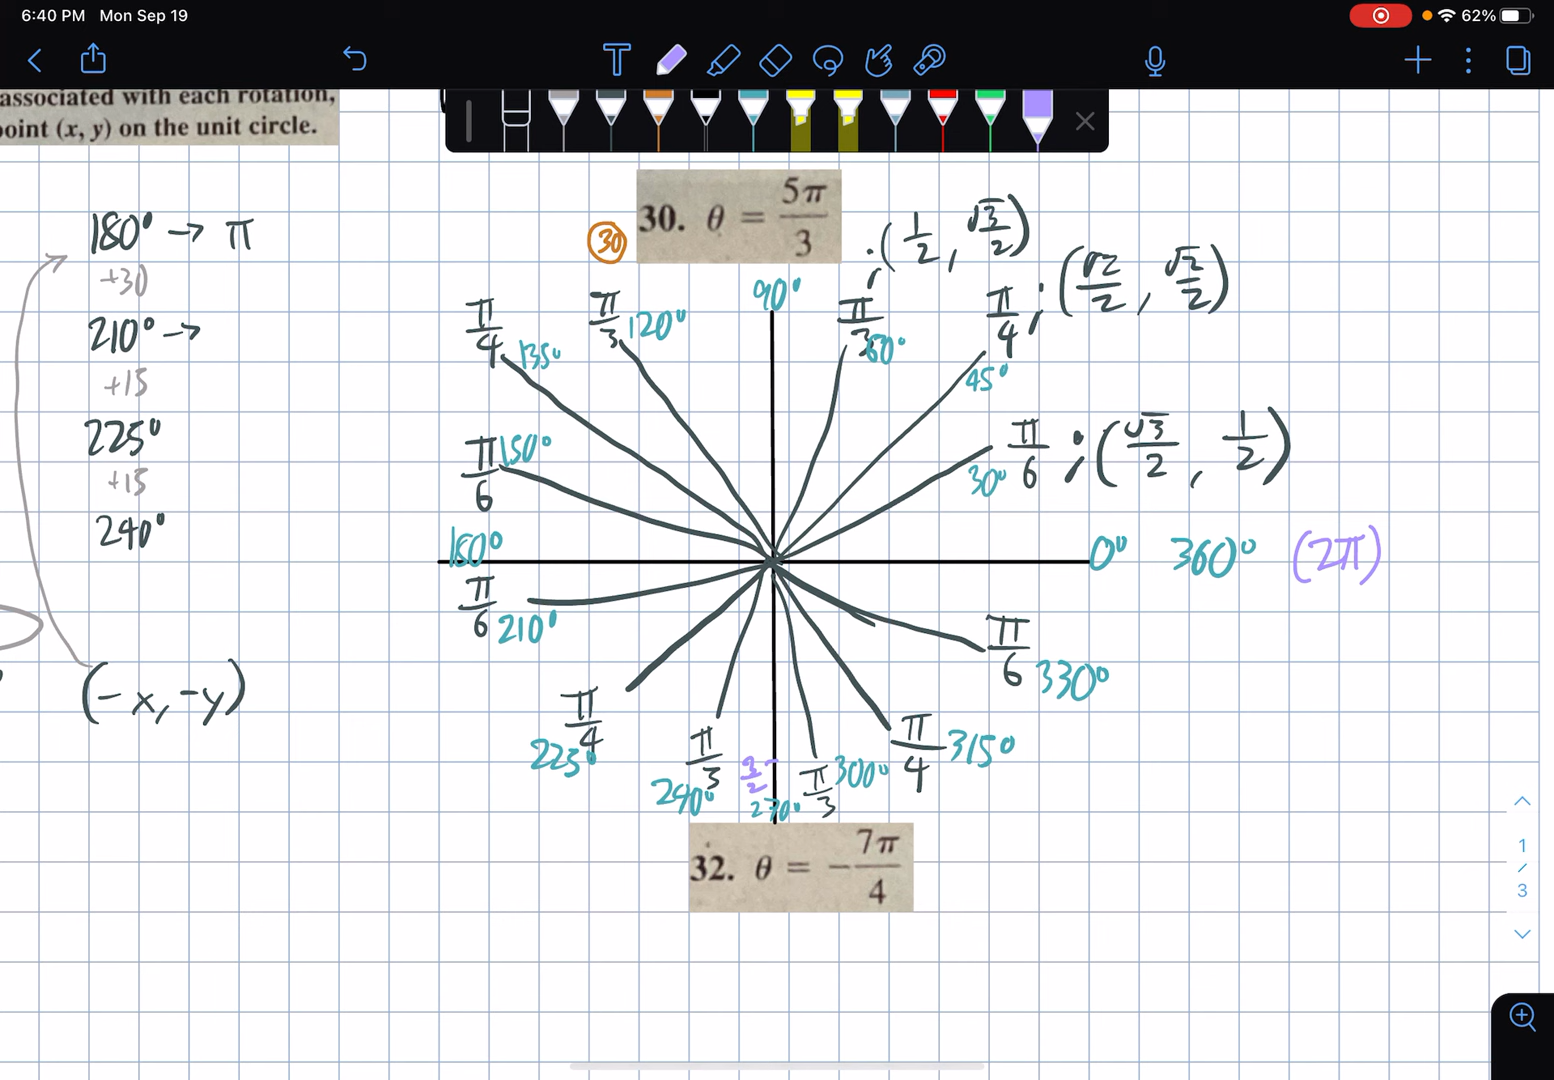 6:40 PM Mon Sep 19
62%
associated with each rotation,
point (x, y) on the unit circle.
180° → π
+30
210° →
+15
225°
+15
240°
(-x, -y)
30
30. θ = 5π/3
π/3 ; (1/2, √3/2)
60°
π/4 ; (√2/2, √2/2)
45°
π/6 ; (√3/2, 1/2)
30°
90°
π/3 120°
π/4 135°
π/6 150°
180°
0° 360° (2π)
π/6 210°
π/4
225°
π/3
240°
3/2
270°
π/3 300°
π/4 315°
π/6 330°
32. θ = -7π/4
1
/
3